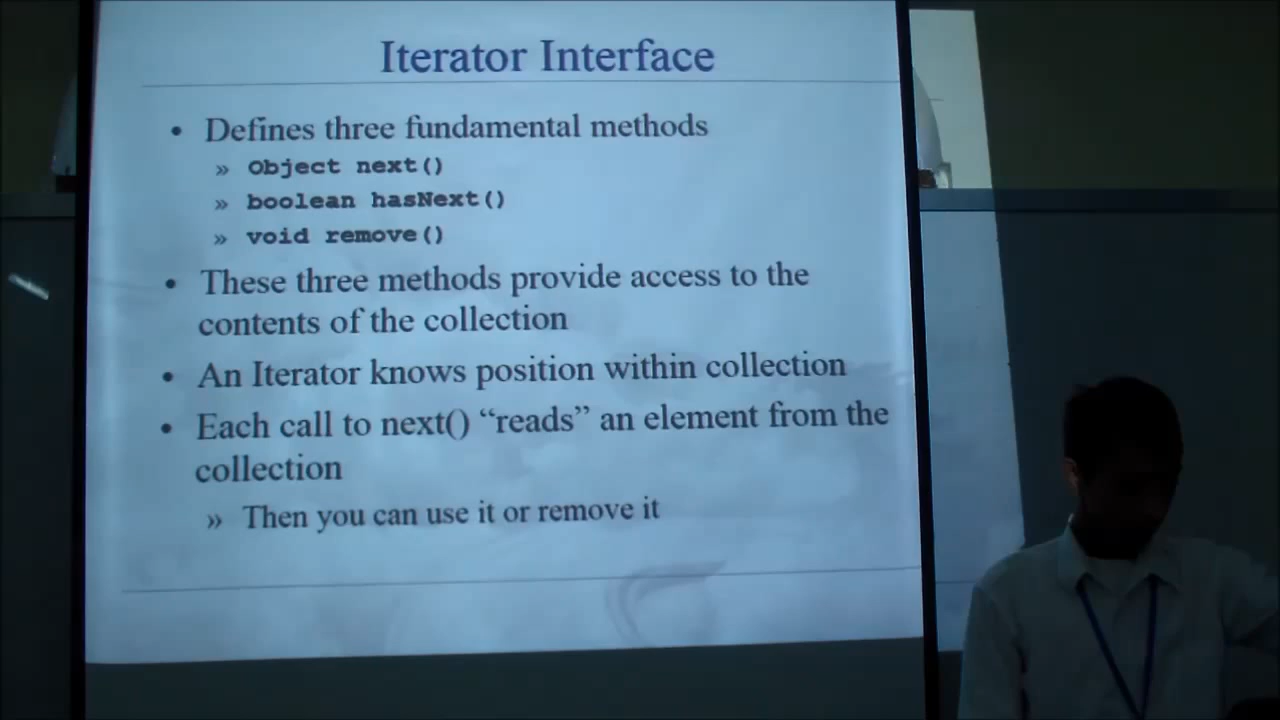 Iterator Interface
• Defines three fundamental methods
» Object next()
» boolean hasNext()
» void remove()
• These three methods provide access to the
contents of the collection
• An Iterator knows position within collection
• Each call to next() “reads” an element from the
collection
» Then you can use it or remove it